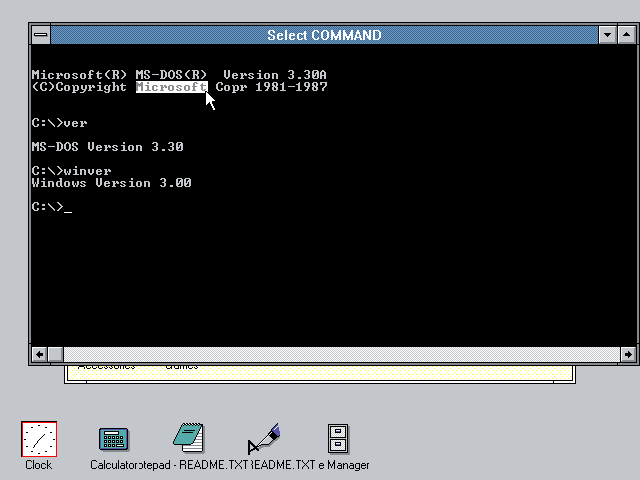 Select COMMAND
Microsoft(R) MS-DOS(R)  Version 3.30A
(C)Copyright Microsoft Copr 1981-1987
C:\>ver
MS-DOS Version 3.30
C:\>winver
Windows Version 3.00
C:\>_
Accessories Games
Clock Calculator otepad - README.TXT README.TXT e Manager